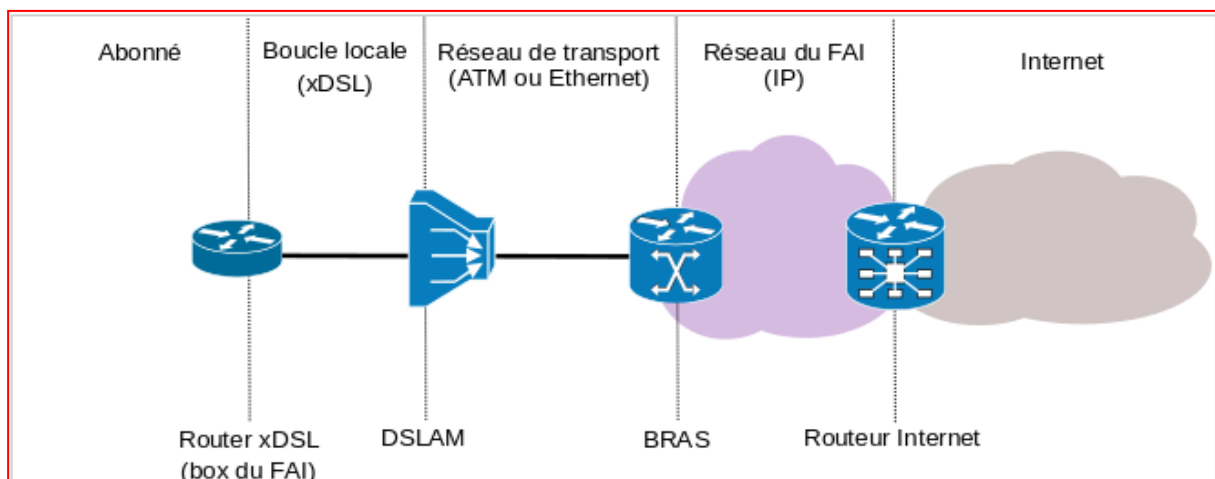 Abonné
Boucle locale
(xDSL)
Réseau de transport
(ATM ou Ethernet)
Réseau du FAI
(IP)
Internet
Router xDSL
(box du FAI)
DSLAM
BRAS
Routeur Internet